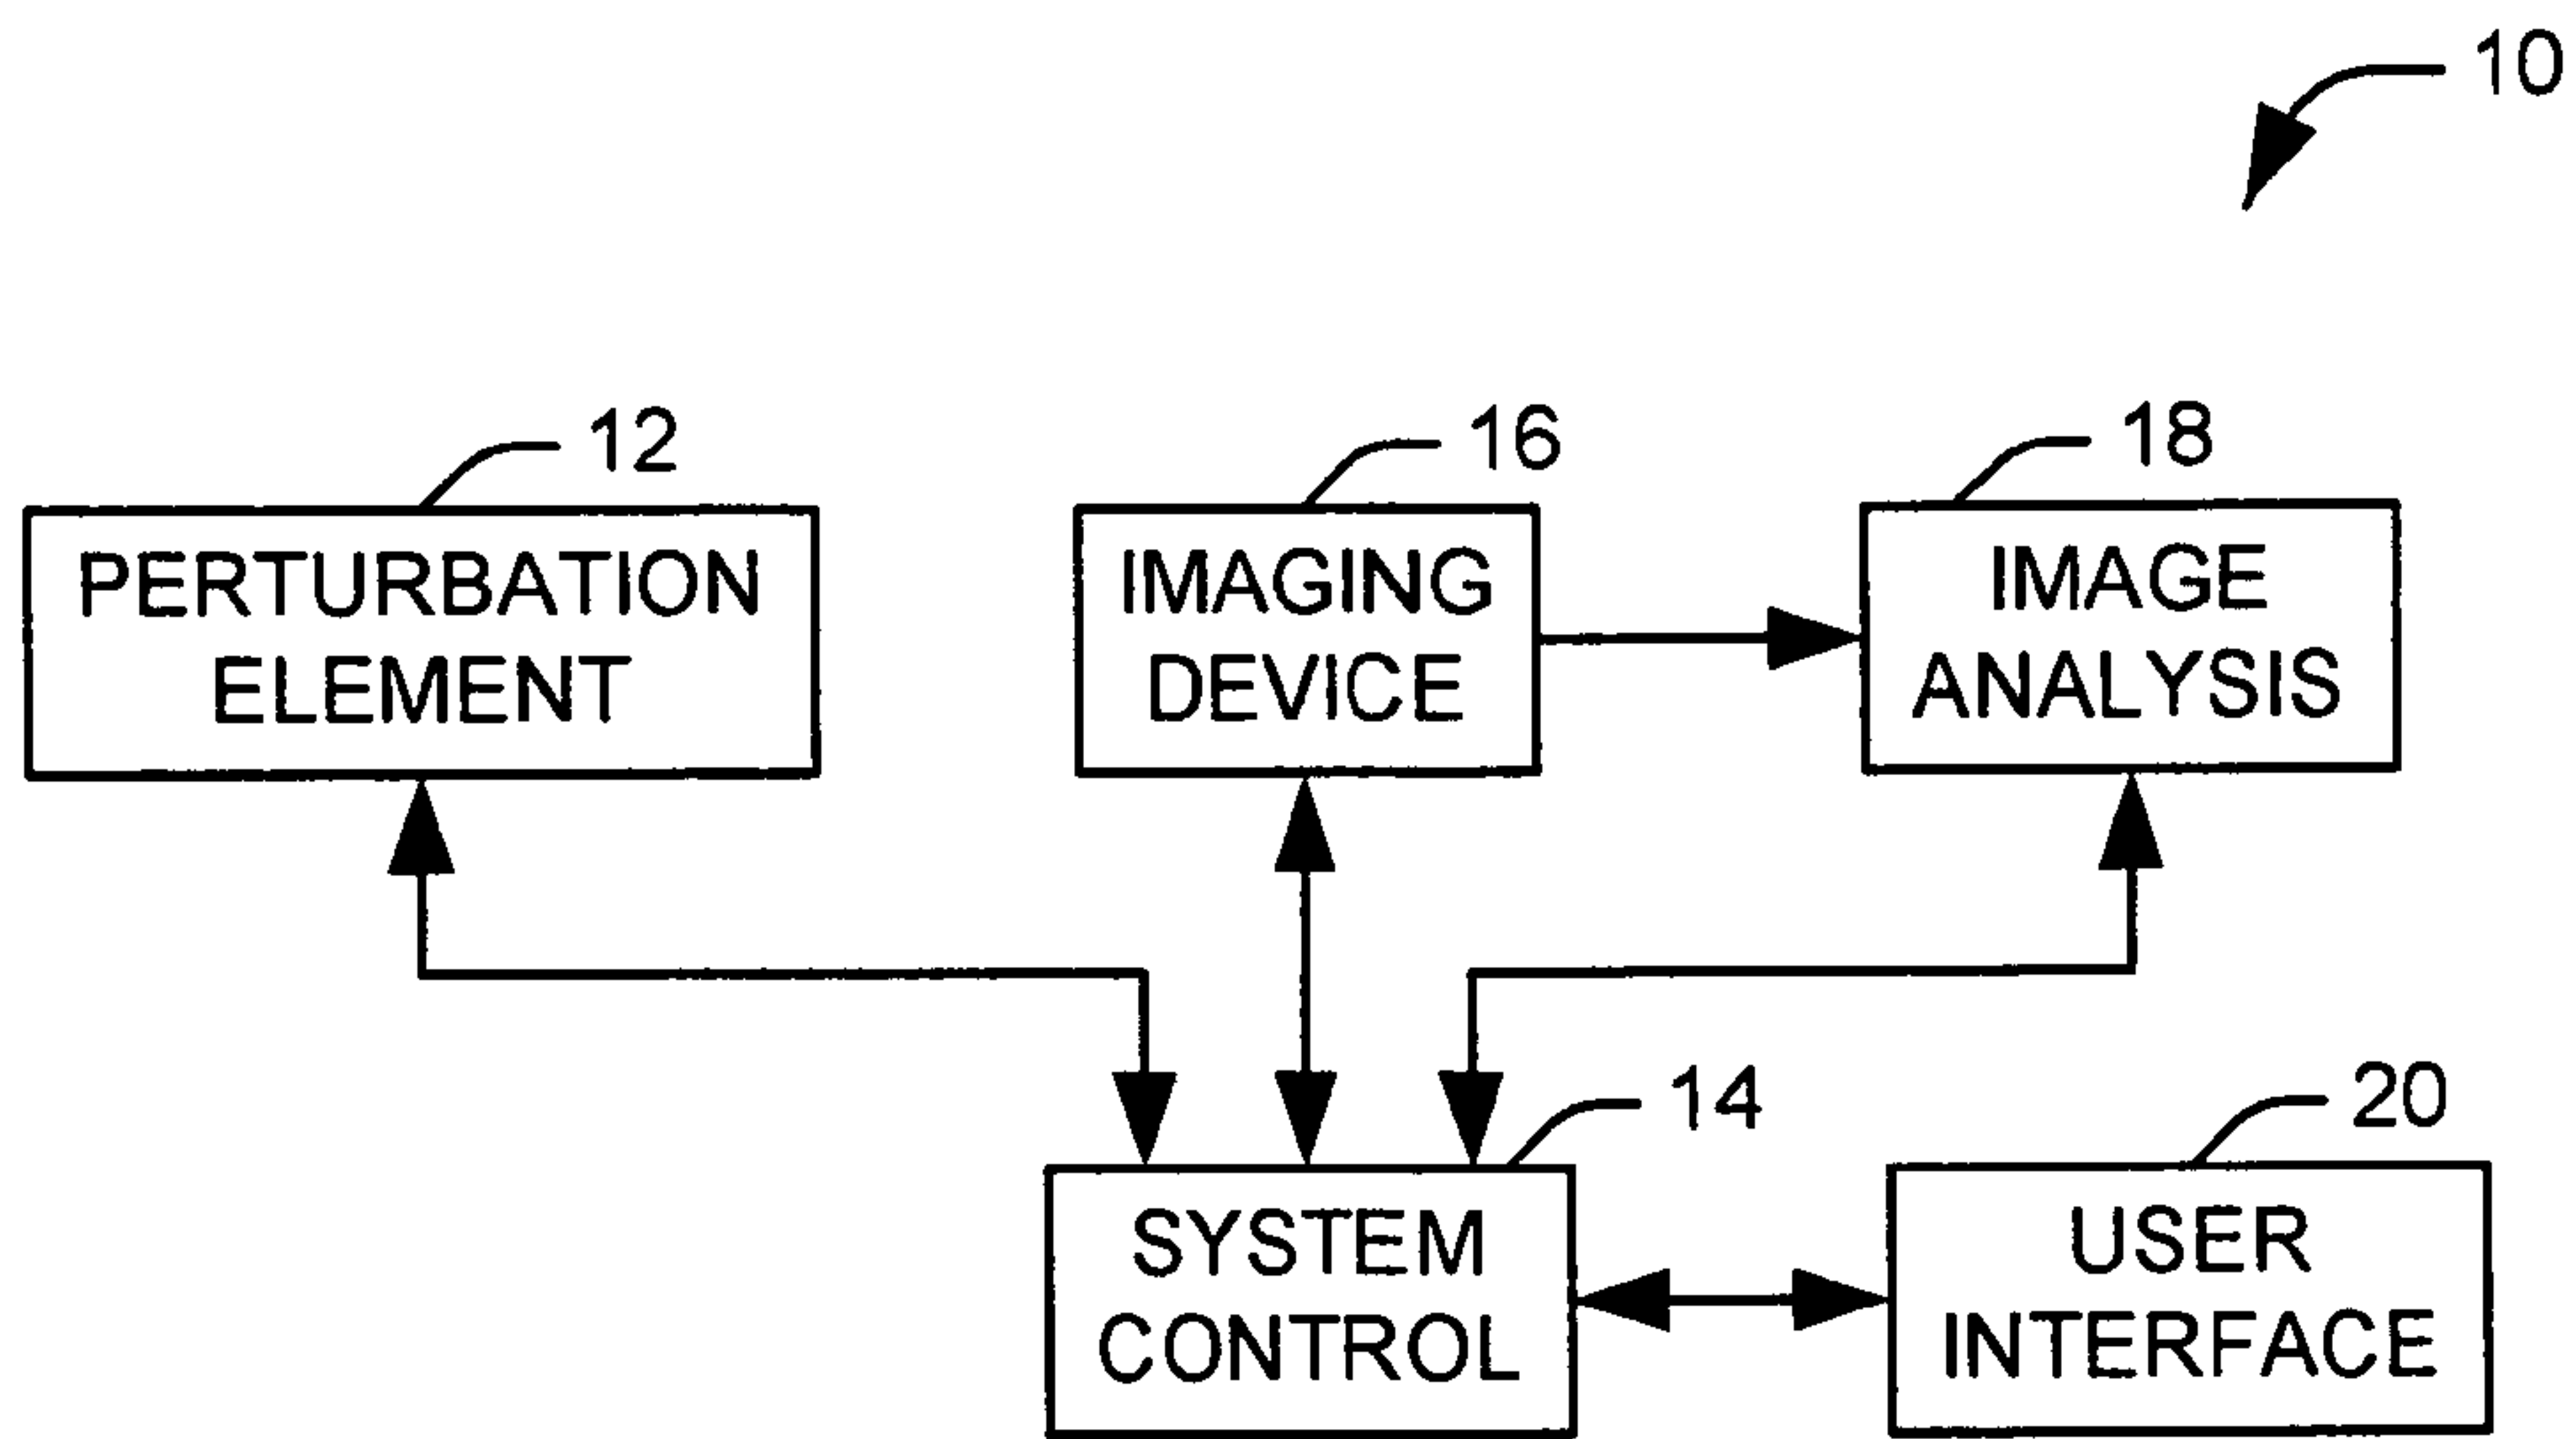 10
12
16
18
PERTURBATION
ELEMENT
IMAGING
DEVICE
IMAGE
ANALYSIS
14
20
SYSTEM
CONTROL
USER
INTERFACE